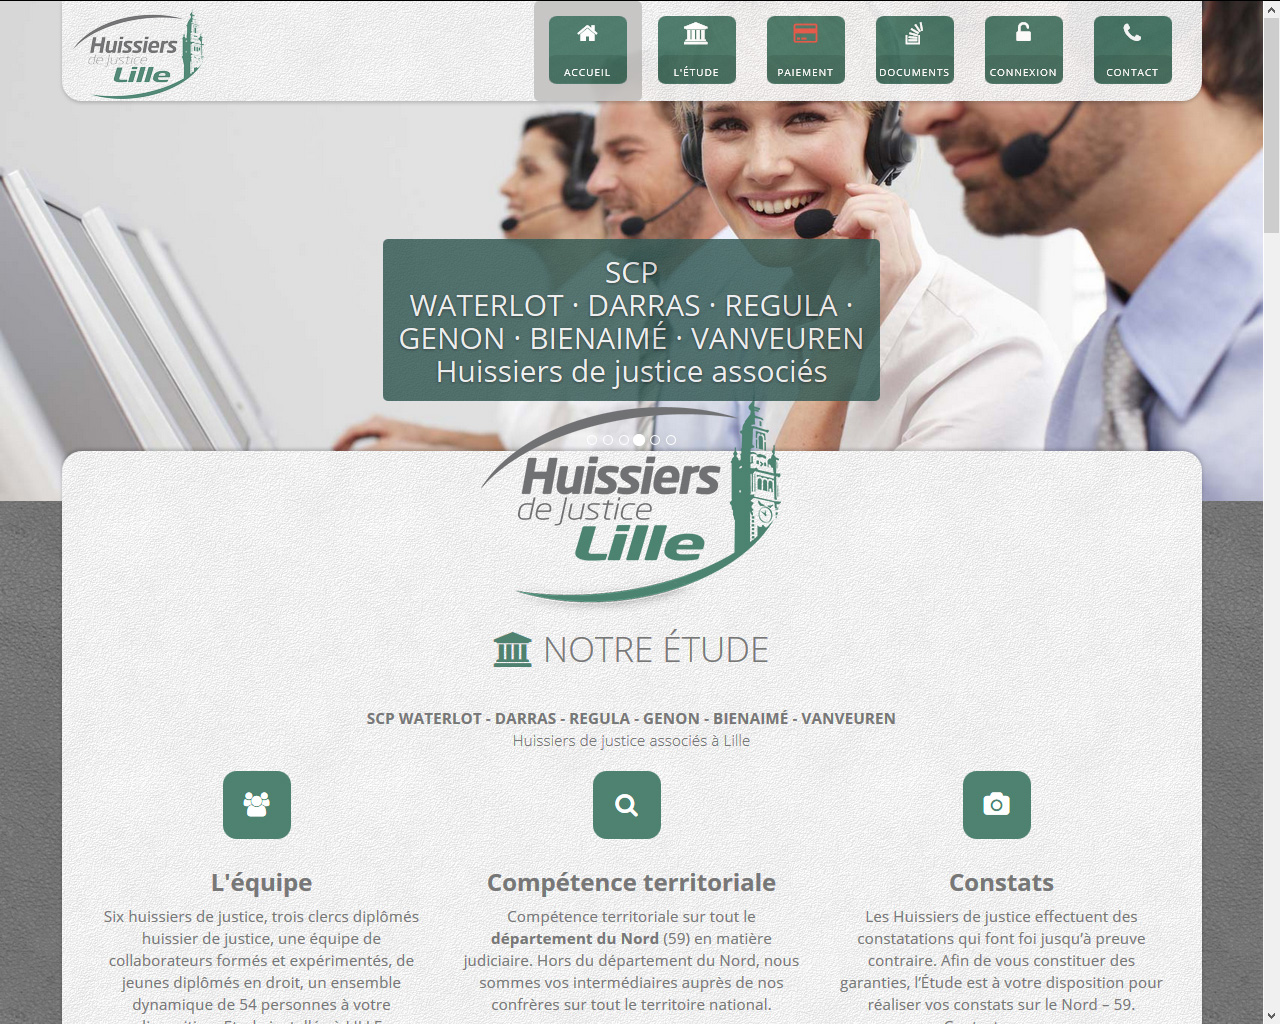 Huissiers
de justice
Lille
ACCUEIL
L'ÉTUDE
PAIEMENT
DOCUMENTS
CONNEXION
CONTACT
SCP
WATERLOT · DARRAS · REGULA ·
GENON · BIENAIMÉ · VANVEUREN
Huissiers de justice associés
Huissiers
de justice
Lille
NOTRE ÉTUDE
SCP WATERLOT - DARRAS - REGULA - GENON - BIENAIMÉ - VANVEUREN
Huissiers de justice associés à Lille
L'équipe
Six huissiers de justice, trois clercs diplômés
huissier de justice, une équipe de
collaborateurs formés et expérimentés, de
jeunes diplômés en droit, un ensemble
dynamique de 54 personnes à votre
Compétence territoriale
Compétence territoriale sur tout le
département du Nord (59) en matière
judiciaire. Hors du département du Nord, nous
sommes vos intermédiaires auprès de nos
confrères sur tout le territoire national.
Constats
Les Huissiers de justice effectuent des
constatations qui font foi jusqu’à preuve
contraire. Afin de vous constituer des
garanties, l’Étude est à votre disposition pour
réaliser vos constats sur le Nord – 59.